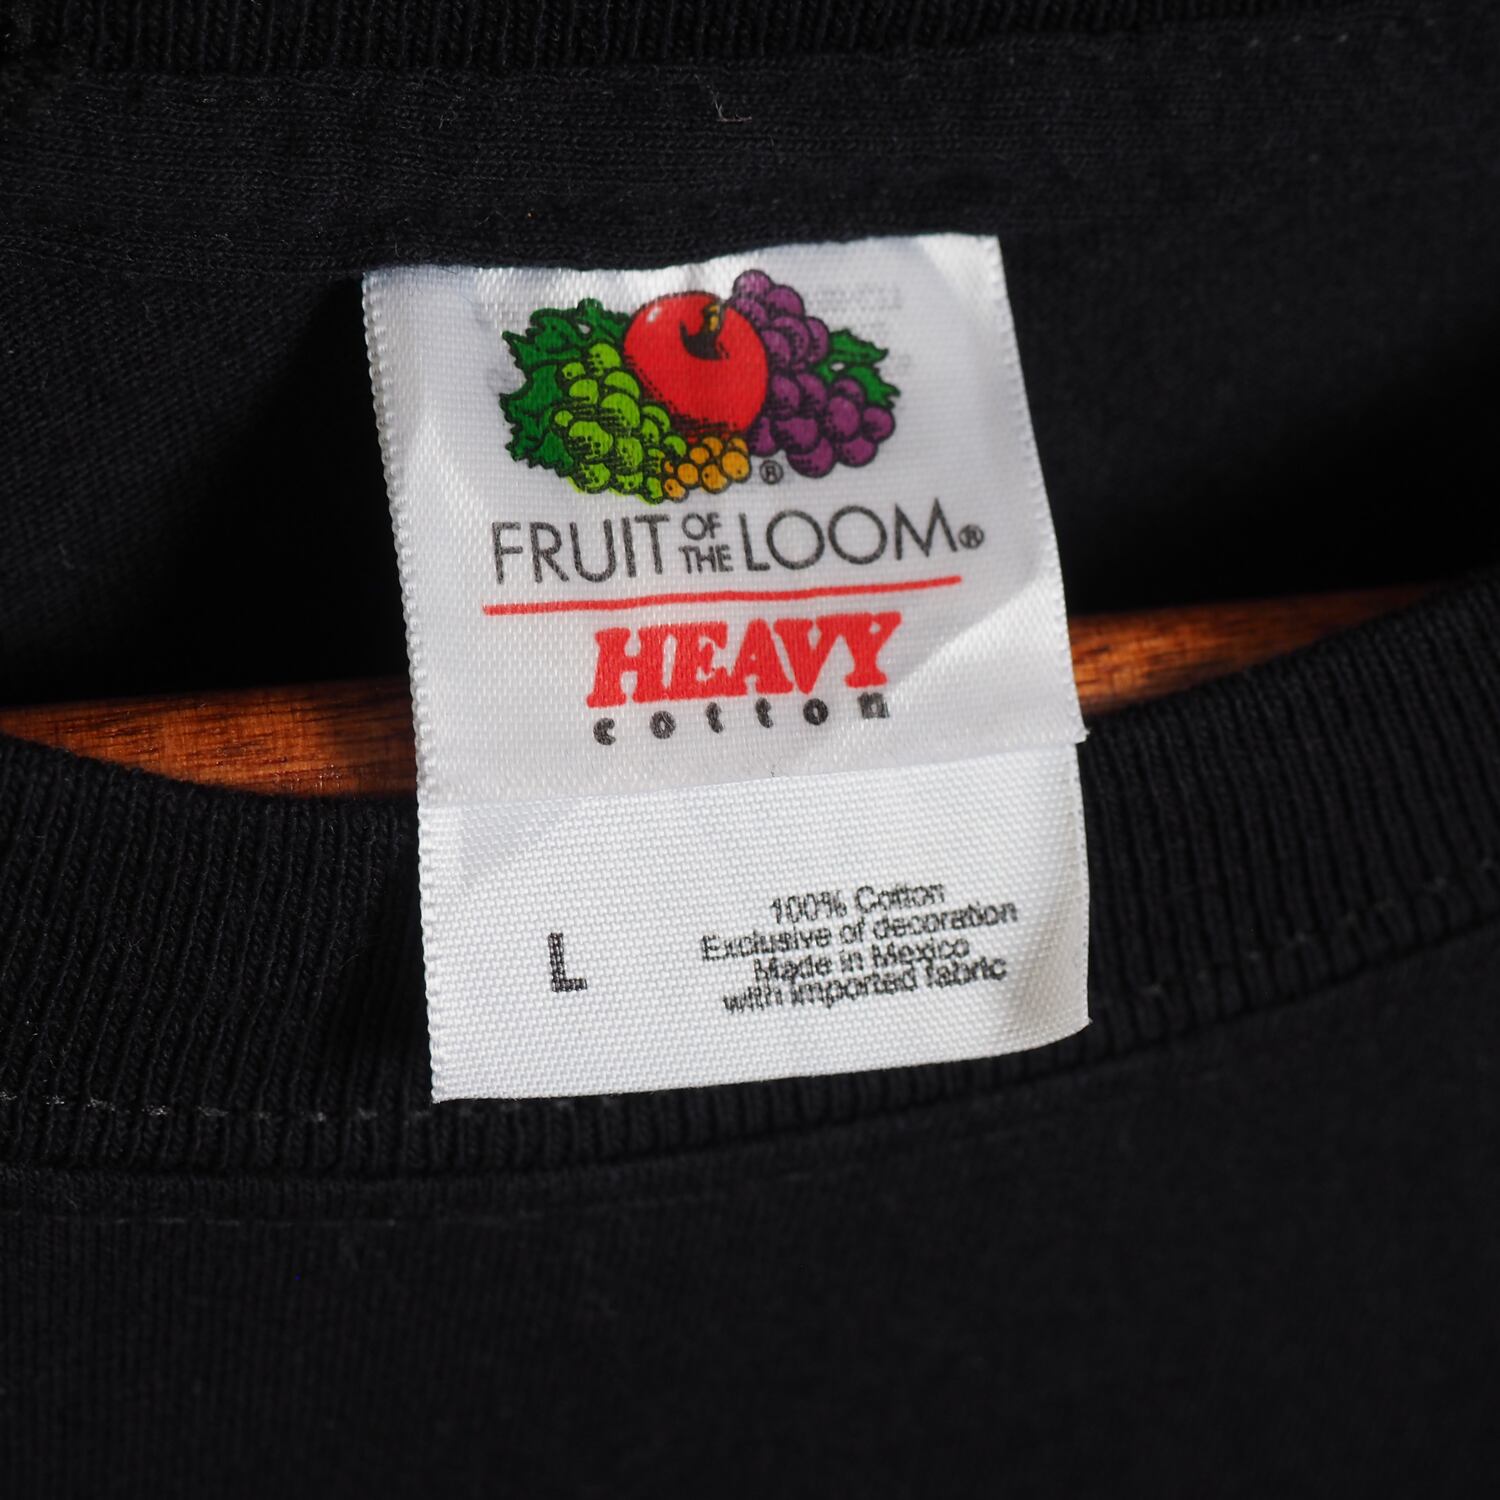 ®
FRUIT OF THE LOOM®
HEAVY
cotton
L
100% Cotton
Exclusive of decoration
Made in Mexico
with imported fabric